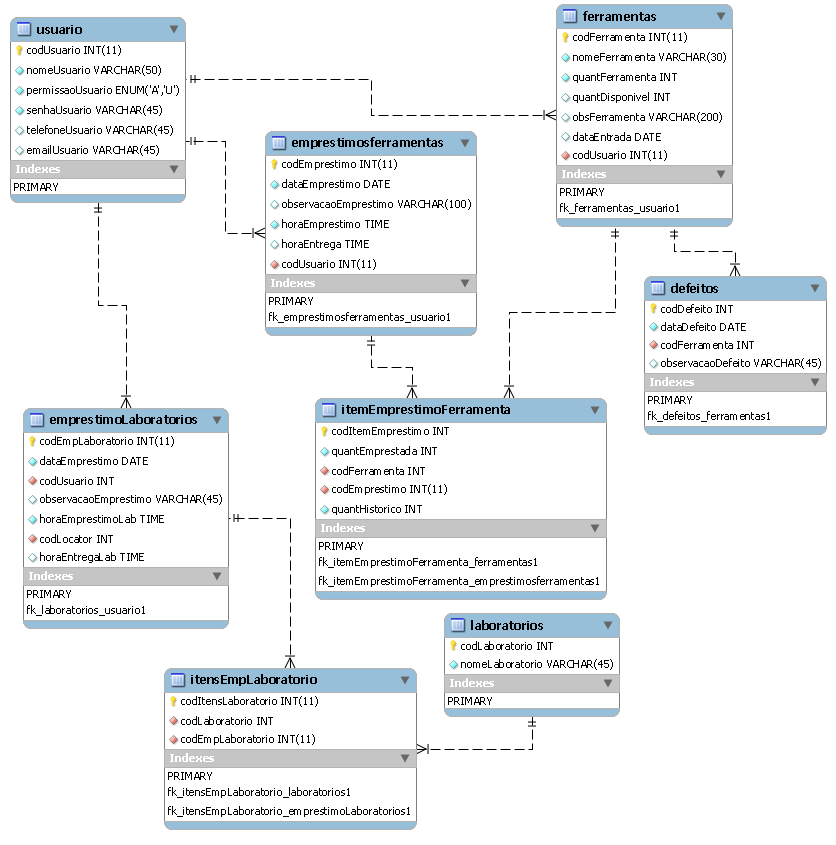 usuario
codUsuario INT(11)
nomeUsuario VARCHAR(50)
permissaoUsuario ENUM('A','U')
senhaUsuario VARCHAR(45)
telefoneUsuario VARCHAR(45)
emailUsuario VARCHAR(45)
Indexes
PRIMARY
ferramentas
codFerramenta INT(11)
nomeFerramenta VARCHAR(30)
quantFerramenta INT
quantDisponivel INT
obsFerramenta VARCHAR(200)
dataEntrada DATE
codUsuario INT(11)
Indexes
PRIMARY
fk_ferramentas_usuario1
emprestimosferramentas
codEmprestimo INT(11)
dataEmprestimo DATE
observacaoEmprestimo VARCHAR(100)
horaEmprestimo TIME
horaEntrega TIME
codUsuario INT(11)
Indexes
PRIMARY
fk_emprestimosferramentas_usuario1
defeitos
codDefeito INT
dataDefeito DATE
codFerramenta INT
observacaoDefeito VARCHAR(45)
Indexes
PRIMARY
fk_defeitos_ferramentas1
emprestimoLaboratorios
codEmpLaboratorio INT(11)
dataEmprestimo DATE
codUsuario INT
observacaoEmprestimo VARCHAR(45)
horaEmprestimoLab TIME
codLocator INT
horaEntregaLab TIME
Indexes
PRIMARY
fk_laboratorios_usuario1
itemEmprestimoFerramenta
codItemEmprestimo INT
quantEmprestada INT
codFerramenta INT
codEmprestimo INT(11)
quantHistorico INT
Indexes
PRIMARY
fk_itemEmprestimoFerramenta_ferramentas1
fk_itemEmprestimoFerramenta_emprestimosferramentas1
laboratorios
codLaboratorio INT
nomeLaboratorio VARCHAR(45)
Indexes
PRIMARY
itensEmpLaboratorio
codItensLaboratorio INT(11)
codLaboratorio INT
codEmpLaboratorio INT(11)
Indexes
PRIMARY
fk_itensEmpLaboratorio_laboratorios1
fk_itensEmpLaboratorio_emprestimoLaboratorios1